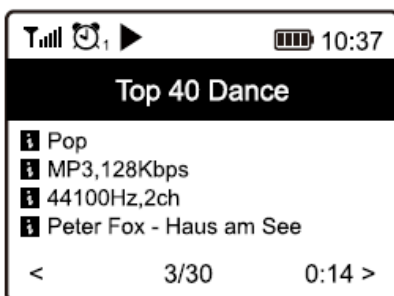 1 10:37
Top 40 Dance
i Pop
i MP3,128Kbps
i 44100Hz,2ch
i Peter Fox - Haus am See
< 3/30 0:14 >